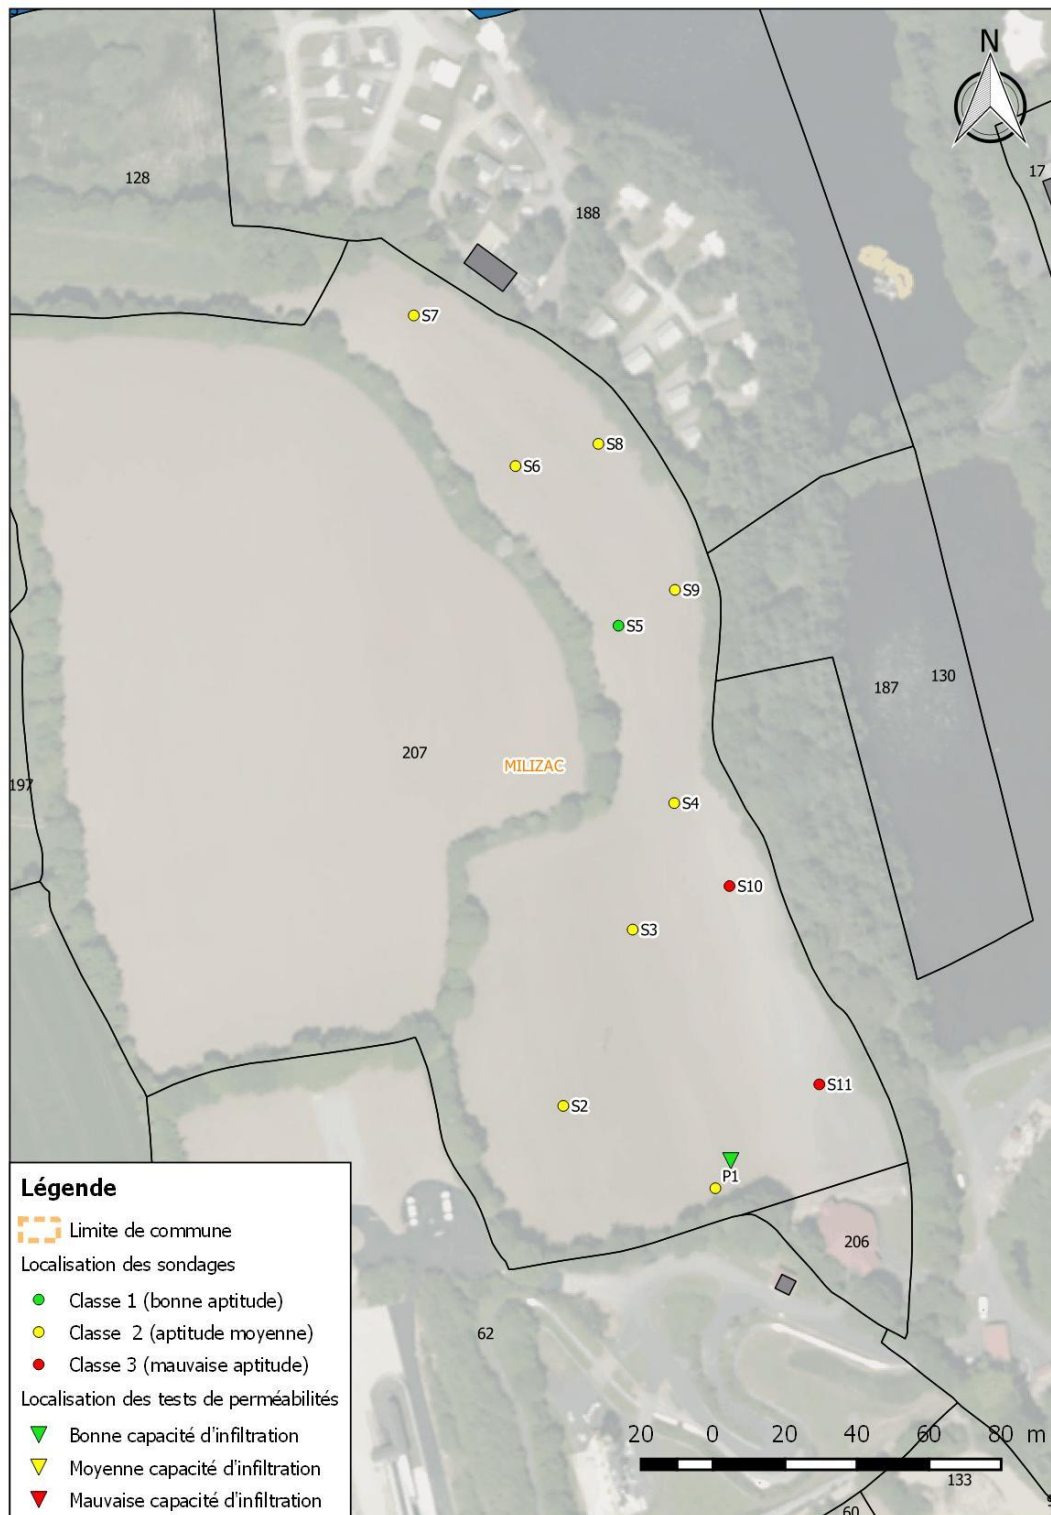 N
128
17
188
S7
S8
S6
S9
S5
187
130
207
MILIZAC
197
S4
S10
S3
S11
S2
P1
206
62
Légende
Limite de commune
Localisation des sondages
Classe 1 (bonne aptitude)
Classe 2 (aptitude moyenne)
Classe 3 (mauvaise aptitude)
Localisation des tests de perméabilités
Bonne capacité d'infiltration
Moyenne capacité d'infiltration
Mauvaise capacité d'infiltration
20 0 20 40 60 80 m
133
60